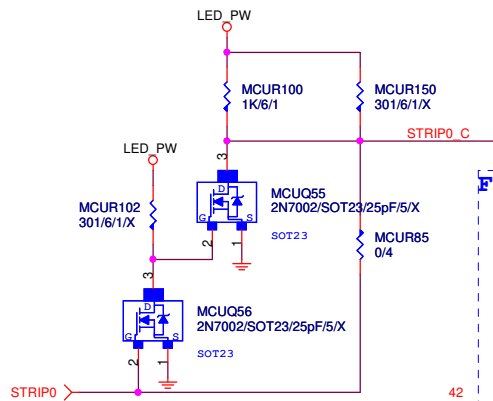 LED_PW
MCUR100
1K/6/1
MCUR150
301/6/1/X
STRIP0_C
LED_PW
3
D
G
S
MCUQ55
2N7002/SOT23/25pF/5/X
SOT23
F
MCUR102
301/6/1/X
2
1
MCUR85
0/4
3
D
G
S
MCUQ56
2N7002/SOT23/25pF/5/X
SOT23
2
1
STRIP0
42